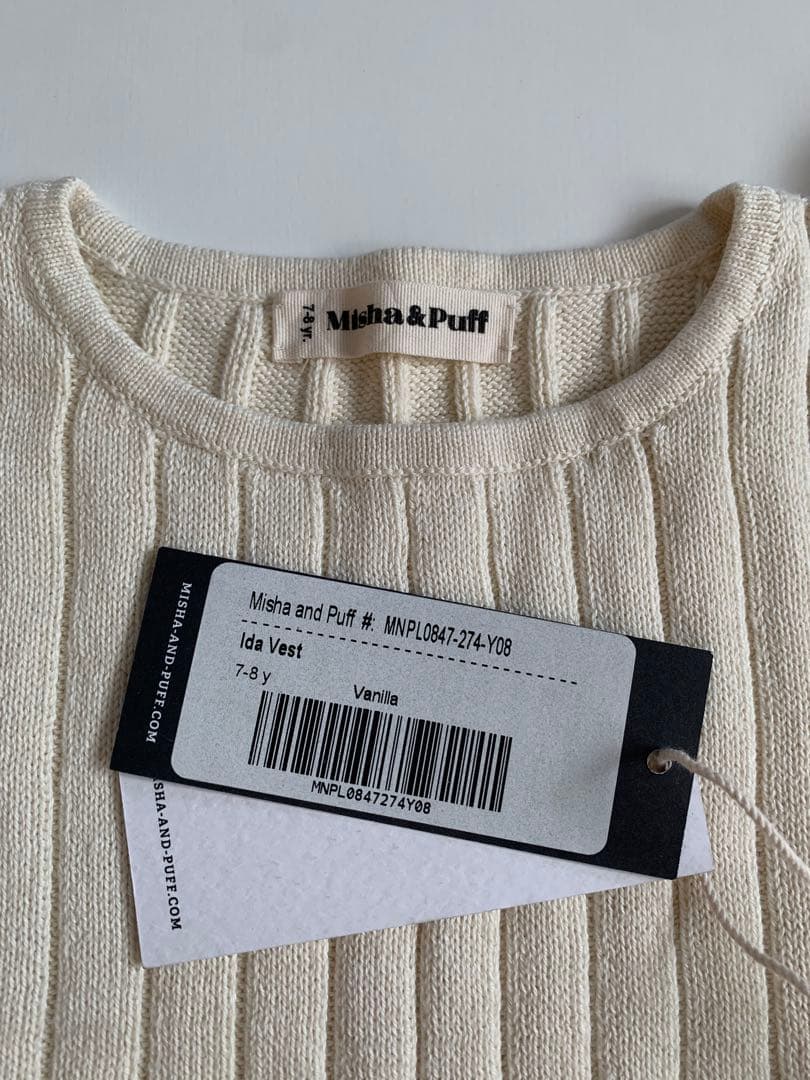 7-8 yr.
Misha&Puff
MISHA-AND-PUFF.COM
Misha and Puff #: MNPL0847-274-Y08
Ida Vest
7-8 y
Vanilla
MNPL0847274Y08
SHA-AND-PUFF.COM